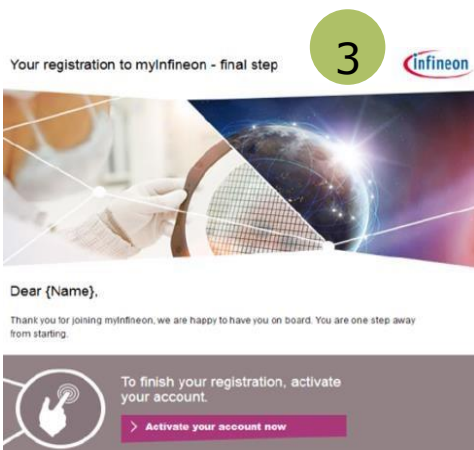 Your registration to myInfineon - final step
3
infineon
Dear {Name},
Thank you for joining myInfineon, we are happy to have you on board. You are one step away
from starting.
To finish your registration, activate
your account.
Activate your account now